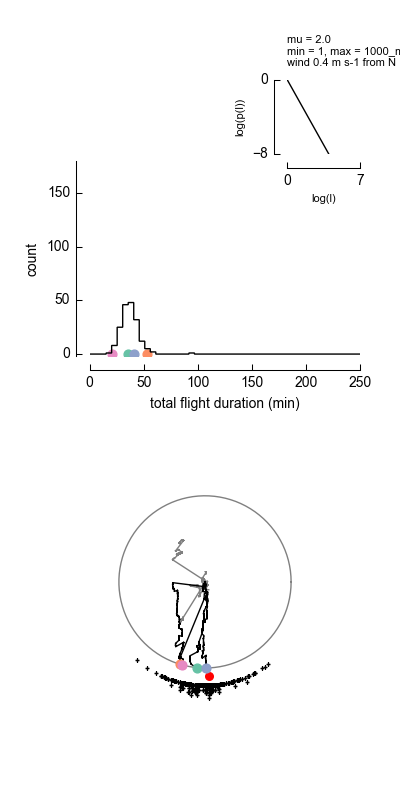 mu = 2.0
min = 1, max = 1000_m
wind 0.4 m s-1 from N
0
−8
log(p(l))
0 7
log(l)
150
100
50
0
count
0 50 100 150 200 250
total flight duration (min)